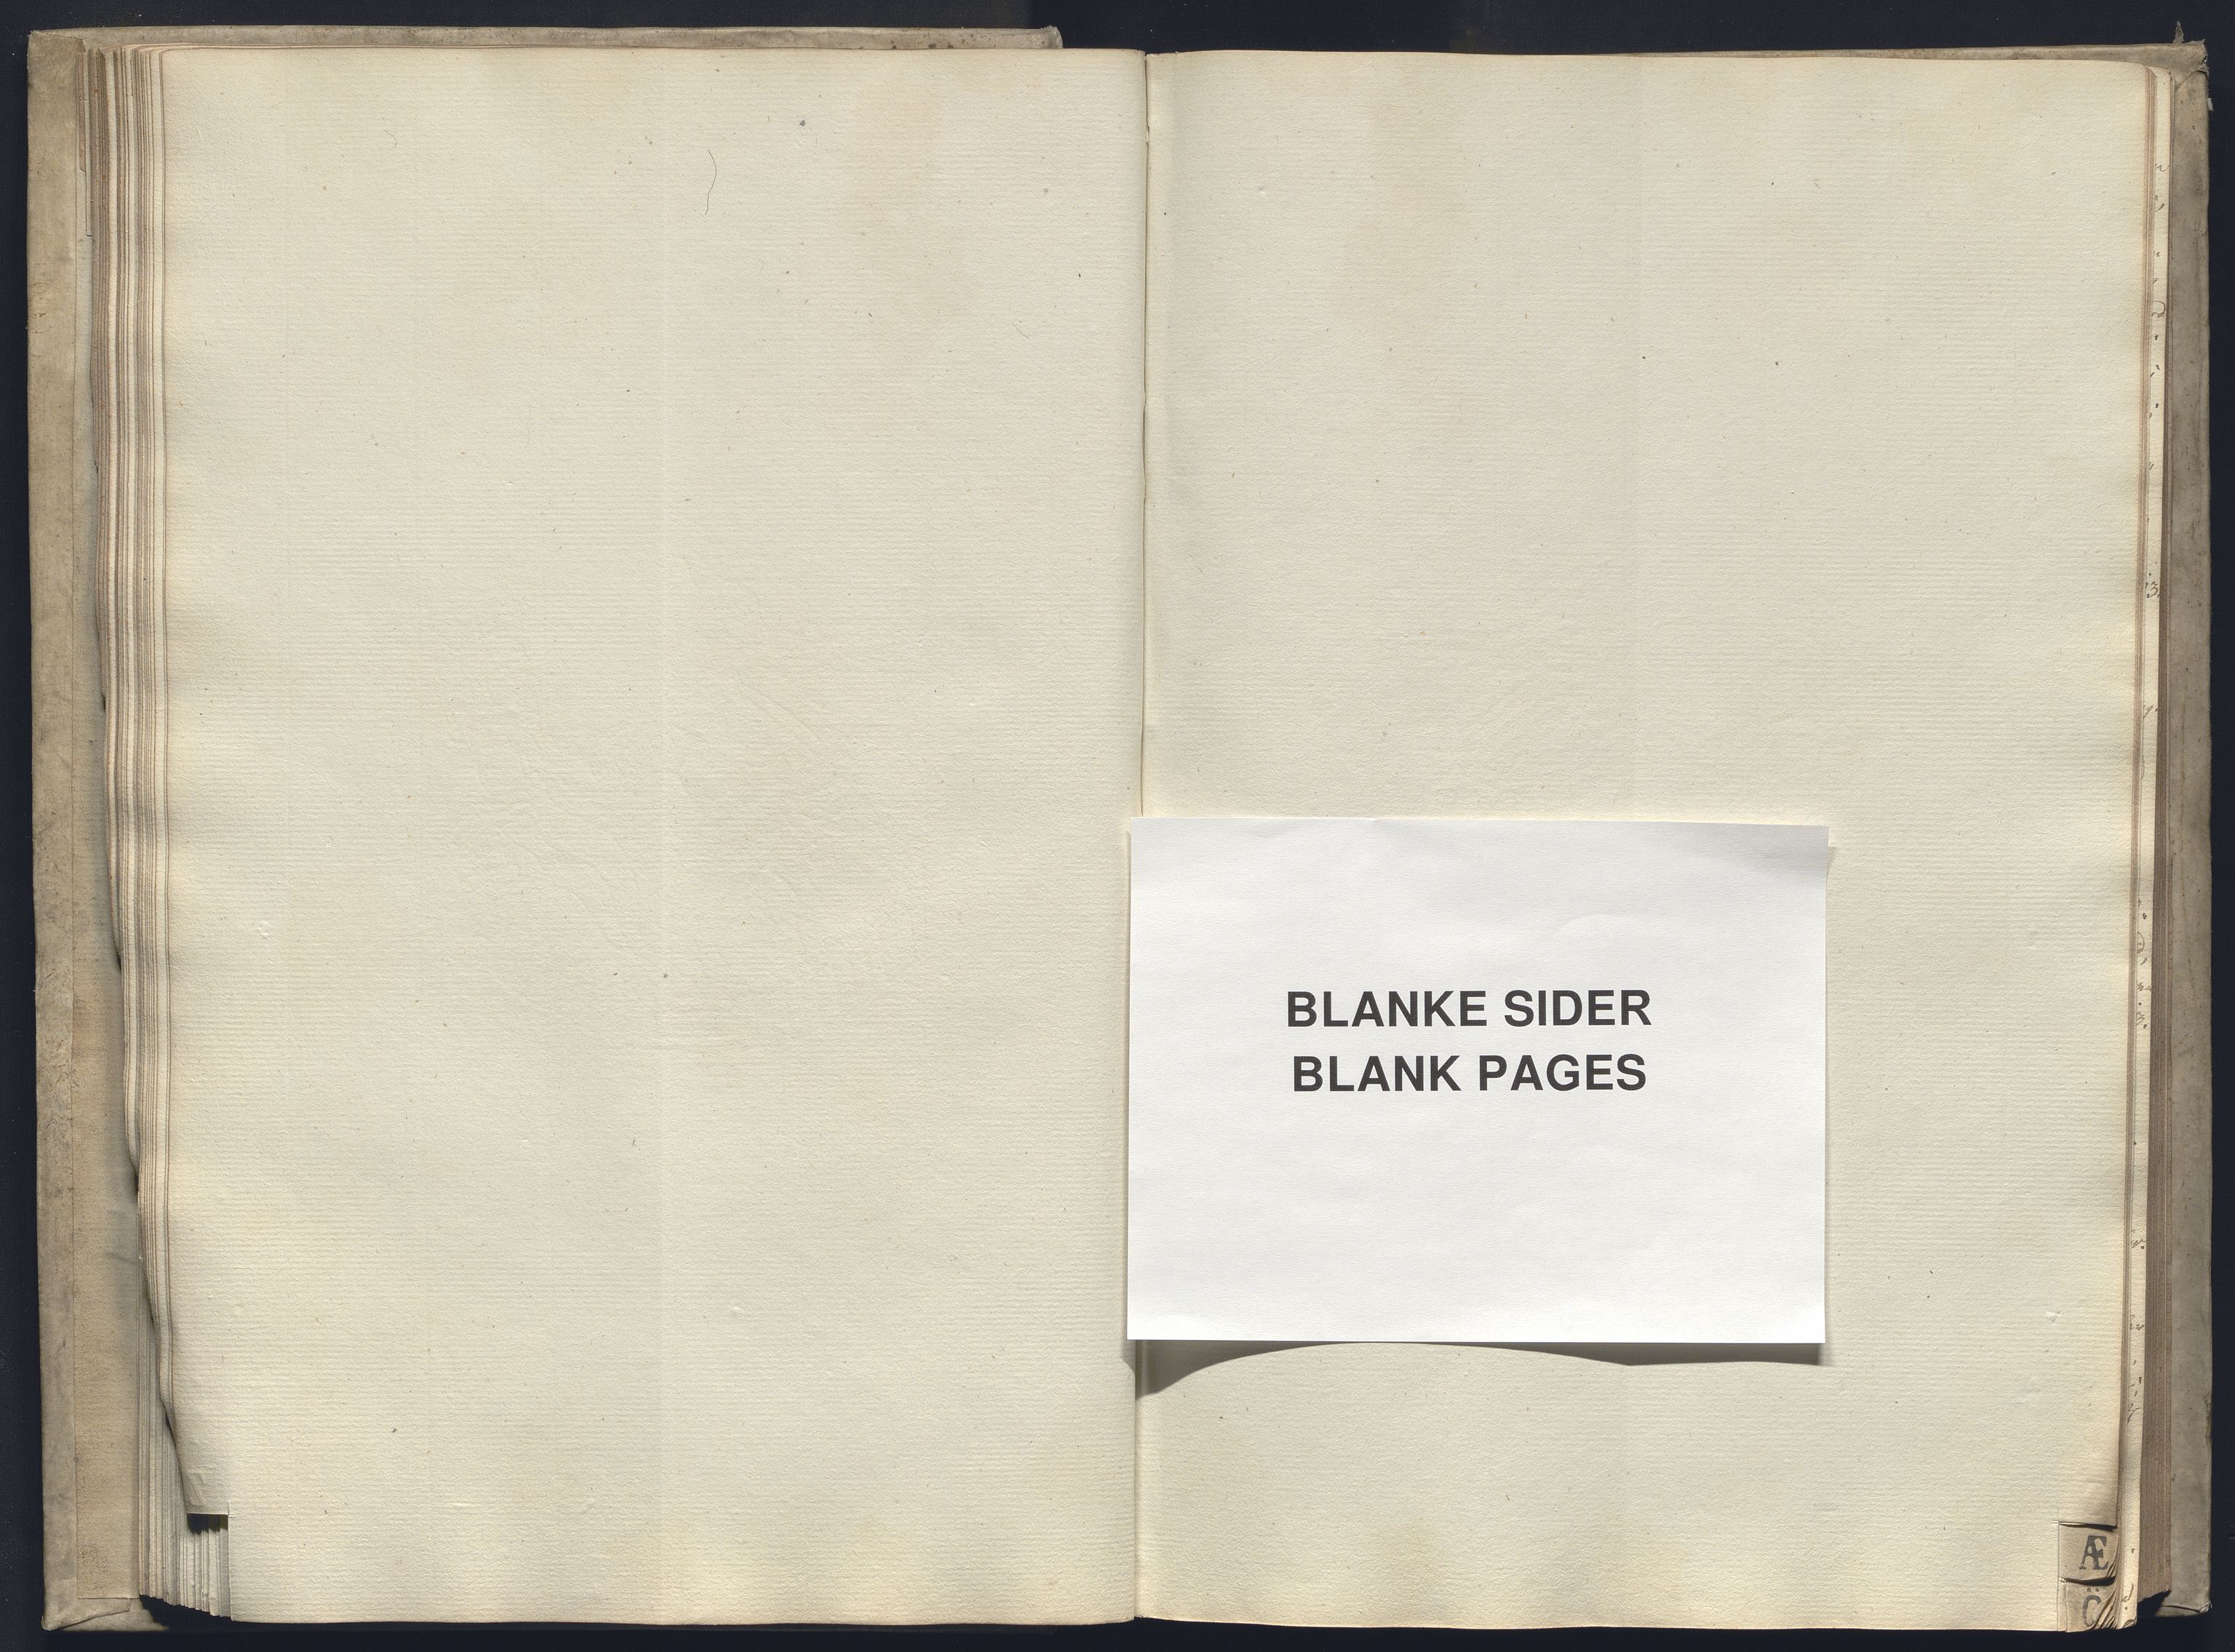 BLANKE SIDER
BLANK PAGES
Æ
Ö